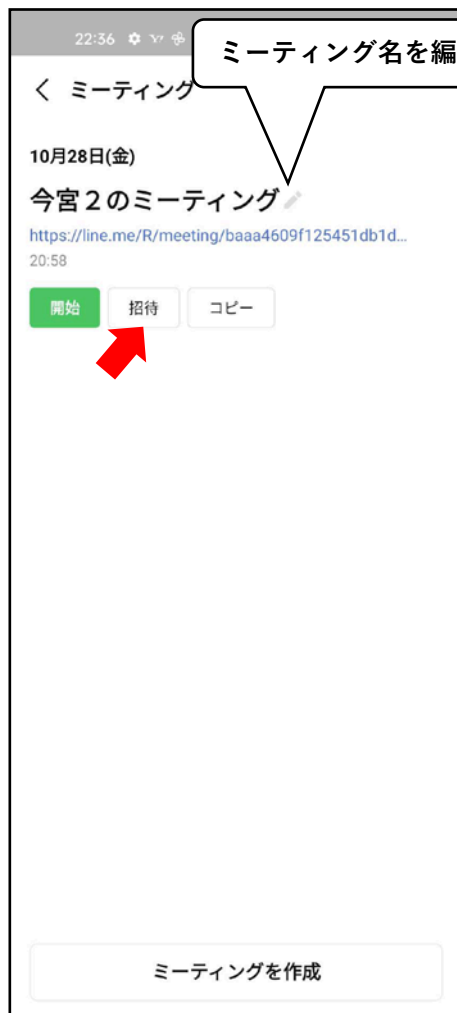 22:36
ミーティング名を編
ミーティング
10月28日(金)
今宮２のミーティング
https://line.me/R/meeting/baaa4609f125451db1d...
20:58
開始 招待 コピー
ミーティングを作成